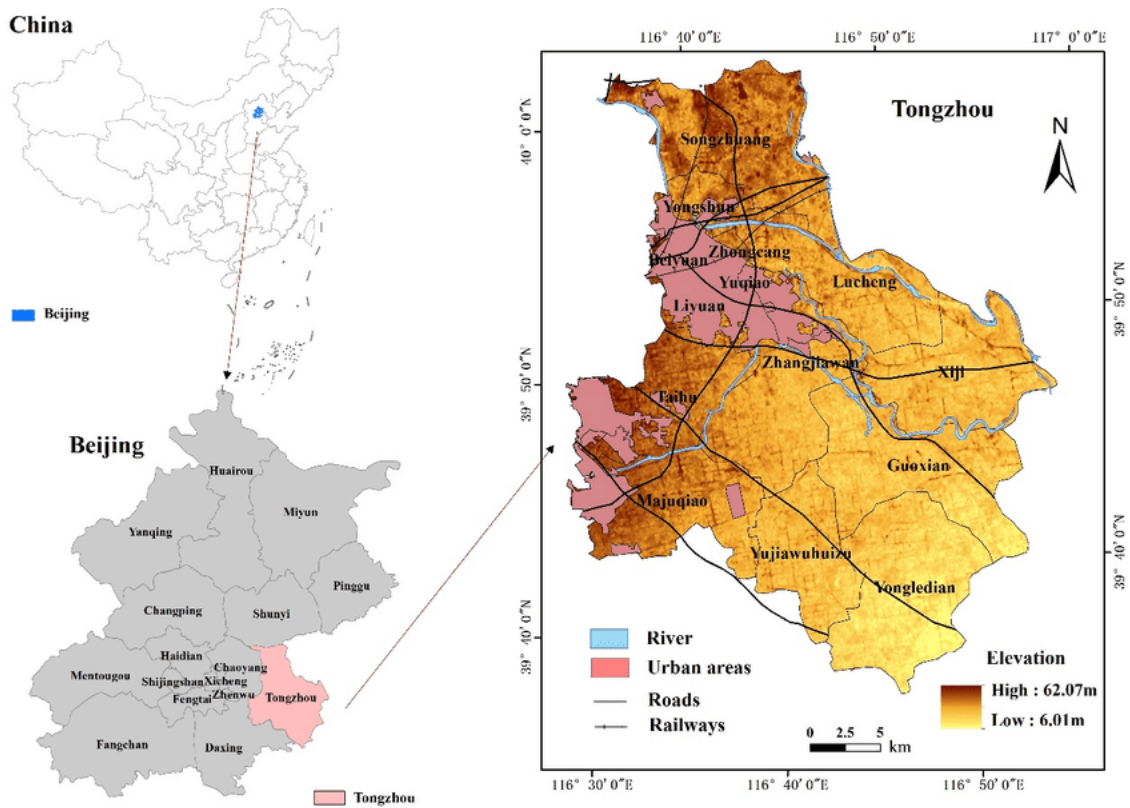 China
Beijing
Beijing
Huairou
Miyun
Yanqing
Pinggu
Changping
Shunyi
Haidian
Chaoyang
Mentougou
Shijingshan
Xicheng
Zhenwu
Fengtai
Tongzhou
Fangchan
Daxing
Tongzhou
116° 40′ 0″E
116° 50′ 0″E
117° 0′ 0″E
40° 0′ 0″N
39° 50′ 0″N
39° 40′ 0″N
Tongzhou
N
Songzhuang
Yongshun
Zhongcang
Beiyuan
Yuqiao
Lucheng
Liyuan
Zhangjiawan
Xiji
Taihu
Guoxian
Majuqiao
Yujiawuhuizu
Yongledian
39° 50′ 0″N
39° 40′ 0″N
River
Urban areas
Roads
Railways
Elevation
High : 62.07m
Low : 6.01m
0 2.5 5
km
116° 30′ 0″E
116° 40′ 0″E
116° 50′ 0″E